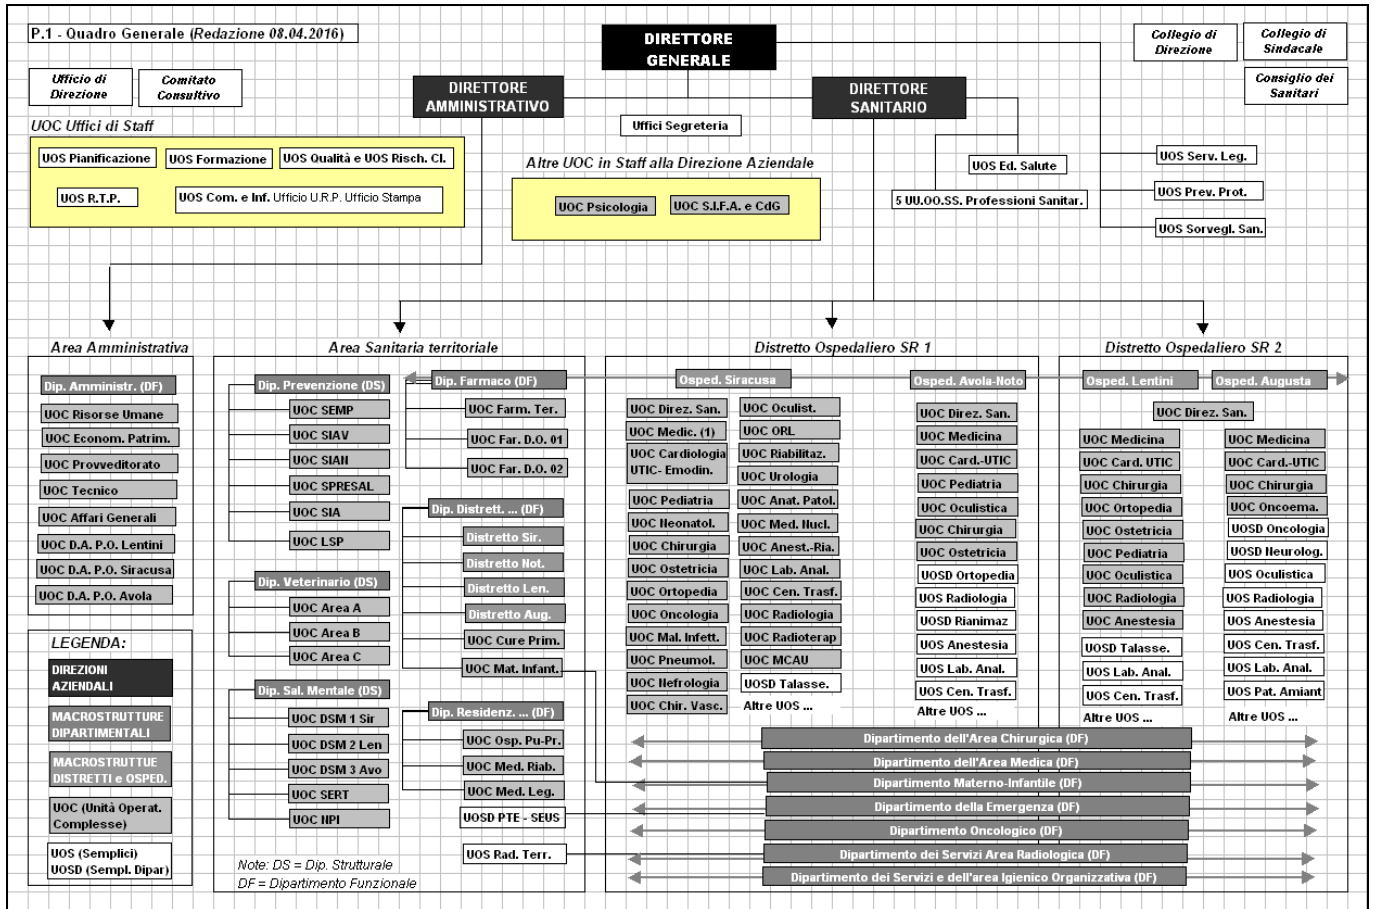 P.1 - Quadro Generale (Redazione 08.04.2016)
DIRETTORE
GENERALE
Collegio di
Direzione
Collegio di
Sindacale
Consiglio dei
Sanitari
Ufficio di
Direzione
Comitato
Consultivo
DIRETTORE
AMMINISTRATIVO
DIRETTORE
SANITARIO
Uffici Segreteria
UOC Uffici di Staff
UOS Pianificazione
UOS Formazione
UOS Qualità e UOS Risch. Cl.
UOS R.T.P.
UOS Com. e Inf. Ufficio U.R.P. Ufficio Stampa
Altre UOC in Staff alla Direzione Aziendale
UOC Psicologia
UOC S.I.F.A. e CdG
UOS Ed. Salute
5 UU.OO.SS. Professioni Sanitar.
UOS Serv. Leg.
UOS Prev. Prot.
UOS Sorvegl. San.
Area Amministrativa
Dip. Amministr. (DF)
UOC Risorse Umane
UOC Econom. Patrim.
UOC Provveditorato
UOC Tecnico
UOC Affari Generali
UOC D.A. P.O. Lentini
UOC D.A. P.O. Siracusa
UOC D.A. P.O. Avola
LEGENDA:
DIREZIONI
AZIENDALI
MACROSTRUTTURE
DIPARTIMENTALI
MACROSTRUTTUE
DISTRETTI e OSPED.
UOC (Unità Operat.
Complesse)
UOS (Semplici)
UOSD (Sempl. Dipar)
Area Sanitaria territoriale
Dip. Prevenzione (DS)
UOC SEMP
UOC SIAV
UOC SIAN
UOC SPRESAL
UOC SIA
UOC LSP
Dip. Veterinario (DS)
UOC Area A
UOC Area B
UOC Area C
Dip. Sal. Mentale (DS)
UOC DSM 1 Sir
UOC DSM 2 Len
UOC DSM 3 Avo
UOC SERT
UOC NPI
Note: DS = Dip. Strutturale
DF = Dipartimento Funzionale
Dip. Farmaco (DF)
UOC Farm. Ter.
UOC Far. D.O. 01
UOC Far. D.O. 02
Dip. Distrett. ... (DF)
Distretto Sir.
Distretto Not.
Distretto Len.
Distretto Aug.
UOC Cure Prim.
UOC Mat. Infant.
Dip. Residenz. ... (DF)
UOC Osp. Pu-Pr.
UOC Med. Riab.
UOC Med. Leg.
UOSD PTE - SEUS
UOS Rad. Terr.
Distretto Ospedaliero SR 1
Osped. Siracusa
UOC Direz. San.
UOC Medic. (1)
UOC Cardiologia
UTIC- Emodin.
UOC Pediatria
UOC Neonatol.
UOC Chirurgia
UOC Ostetricia
UOC Ortopedia
UOC Oncologia
UOC Mal. Infett.
UOC Pneumol.
UOC Nefrologia
UOC Chir. Vasc.
UOC Oculist.
UOC ORL
UOC Riabilitaz.
UOC Urologia
UOC Anat. Patol.
UOC Med. Nucl.
UOC Anest.-Ria.
UOC Lab. Anal.
UOC Cen. Trasf.
UOC Radiologia
UOC Radioterap
UOC MCAU
UOSD Talasse.
Altre UOS ...
Osped. Avola-Noto
UOC Direz. San.
UOC Medicina
UOC Card.-UTIC
UOC Pediatria
UOC Oculistica
UOC Chirurgia
UOC Ostetricia
UOSD Ortopedia
UOS Radiologia
UOSD Rianimaz
UOS Anestesia
UOS Lab. Anal.
UOS Cen. Trasf.
Altre UOS ...
Distretto Ospedaliero SR 2
Osped. Lentini
Osped. Augusta
UOC Direz. San.
UOC Medicina
UOC Card. UTIC
UOC Chirurgia
UOC Ortopedia
UOC Ostetricia
UOC Pediatria
UOC Oculistica
UOC Radiologia
UOC Anestesia
UOSD Talasse.
UOS Lab. Anal.
UOS Cen. Trasf.
Altre UOS ...
UOC Medicina
UOC Card.-UTIC
UOC Chirurgia
UOC Oncoema.
UOSD Oncologia
UOSD Neurolog.
UOS Oculistica
UOS Radiologia
UOS Anestesia
UOS Cen. Trasf.
UOS Lab. Anal.
UOS Pat. Amiant
Altre UOS ...
Dipartimento dell'Area Chirurgica (DF)
Dipartimento dell'Area Medica (DF)
Dipartimento Materno-Infantile (DF)
Dipartimento della Emergenza (DF)
Dipartimento Oncologico (DF)
Dipartimento dei Servizi Area Radiologica (DF)
Dipartimento dei Servizi e dell'area Igienico Organizzativa (DF)